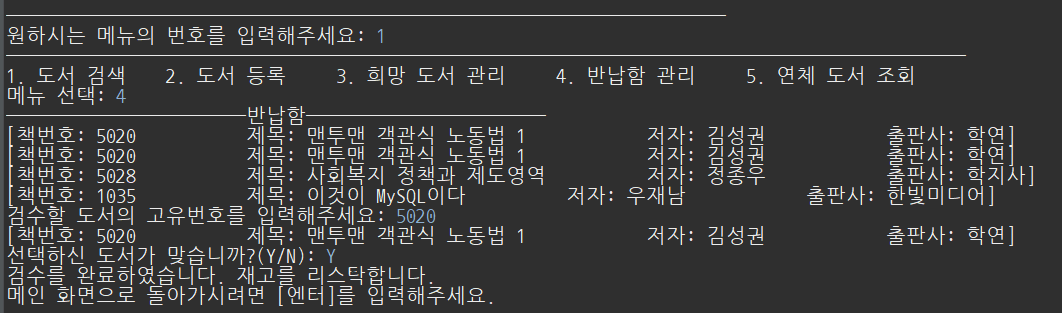 원하시는 메뉴의 번호를 입력해주세요: 1
1. 도서 검색 2. 도서 등록 3. 희망 도서 관리 4. 반납함 관리 5. 연체 도서 조회
메뉴 선택: 4
반납함
[책번호: 5020 제목: 맨투맨 객관식 노동법 1 저자: 김성권 출판사: 학연]
[책번호: 5020 제목: 맨투맨 객관식 노동법 1 저자: 김성권 출판사: 학연]
[책번호: 5028 제목: 사회복지 정책과 제도영역 저자: 정종우 출판사: 학지사]
[책번호: 1035 제목: 이것이 MySQL이다 저자: 우재남 출판사: 한빛미디어]
검수할 도서의 고유번호를 입력해주세요: 5020
[책번호: 5020 제목: 맨투맨 객관식 노동법 1 저자: 김성권 출판사: 학연]
선택하신 도서가 맞습니까?(Y/N): Y
검수를 완료하였습니다. 재고를 리스탁합니다.
메인 화면으로 돌아가시려면 [엔터]를 입력해주세요.